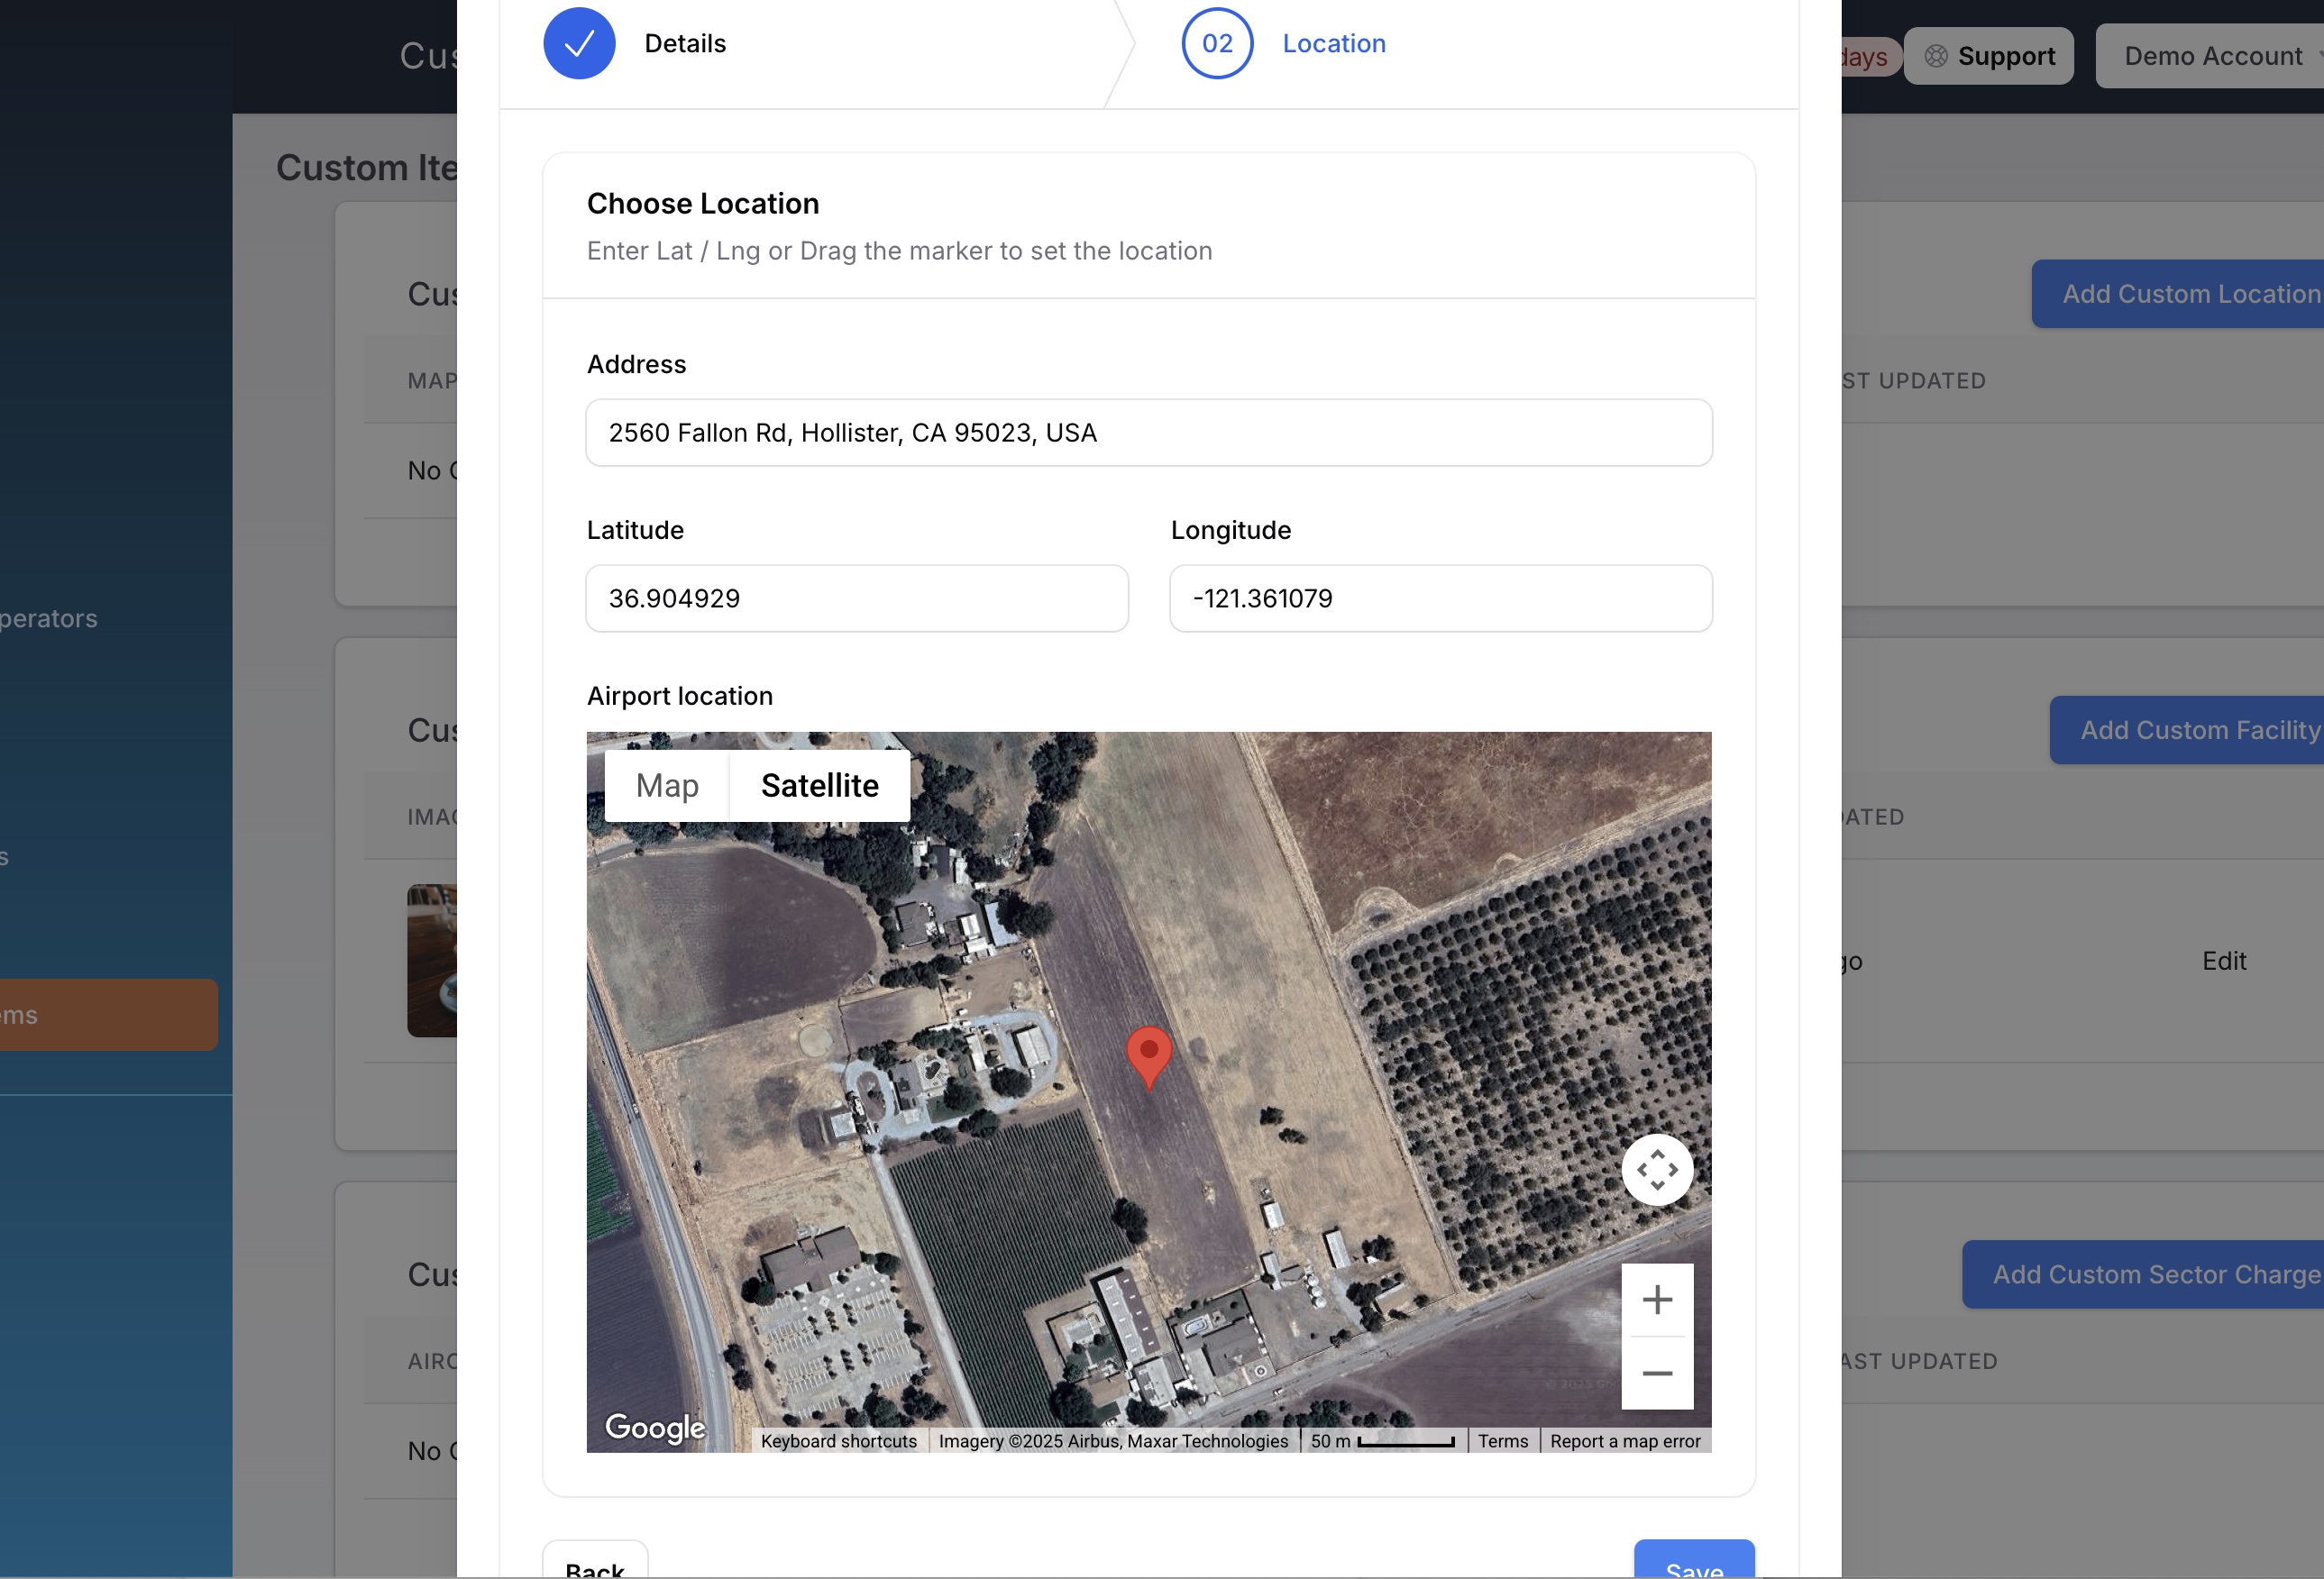 Details
02
Location
Cus
days
Support
Demo Account
Custom Ite
Choose Location
Enter Lat / Lng or Drag the marker to set the location
Cus
Add Custom Location
Address
MAP
ST UPDATED
2560 Fallon Rd, Hollister, CA 95023, USA
No
Latitude
Longitude
36.904929
-121.361079
perators
Airport location
Cus
Add Custom Facility
Map
Satellite
IMAG
DATED
s
go
Edit
ems
Cus
Add Custom Sector Charge
AIRC
AST UPDATED
Google
Keyboard shortcuts
Imagery ©2025 Airbus, Maxar Technologies
50 m
Terms
Report a map error
No
Back
Save